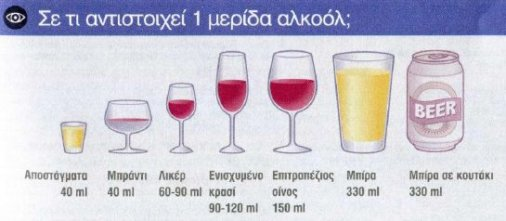 Σε τι αντιστοιχεί 1 μερίδα αλκοόλ;
BEER
Αποστάγματα
40 ml
Μπράντι
40 ml
Λικέρ
60-90 ml
Ενισχυμένο
κρασί
90-120 ml
Επιτραπέζιος
οίνος
150 ml
Μπίρα
330 ml
Μπίρα σε κουτάκι
330 ml